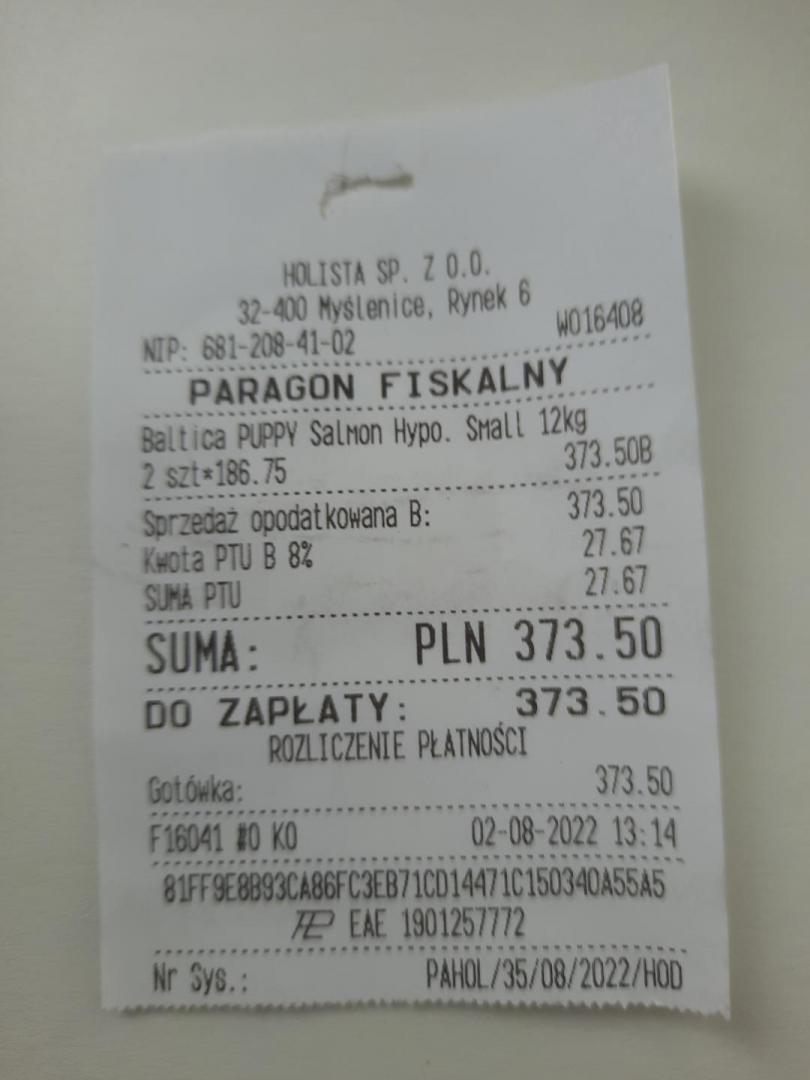 HOLISTA SP. Z O.O.
32-400 Myślenice, Rynek 6
NIP: 681-208-41-02 W016408
PARAGON FISKALNY
Baltica PUPPY Salmon Hypo. Small 12kg
2 szt*186.75 373.50B
Sprzedaż opodatkowana B: 373.50
Kwota PTU B 8% 27.67
SUMA PTU 27.67
SUMA: PLN 373.50
DO ZAPŁATY: 373.50
ROZLICZENIE PŁATNOŚCI
Gotówka: 373.50
F16041 #0 K0 02-08-2022 13:14
81FF9E8B93CA86FC3EB71CD14471C150340A55A5
EAE 1901257772
Nr Sys.: PAHOL/35/08/2022/HOD